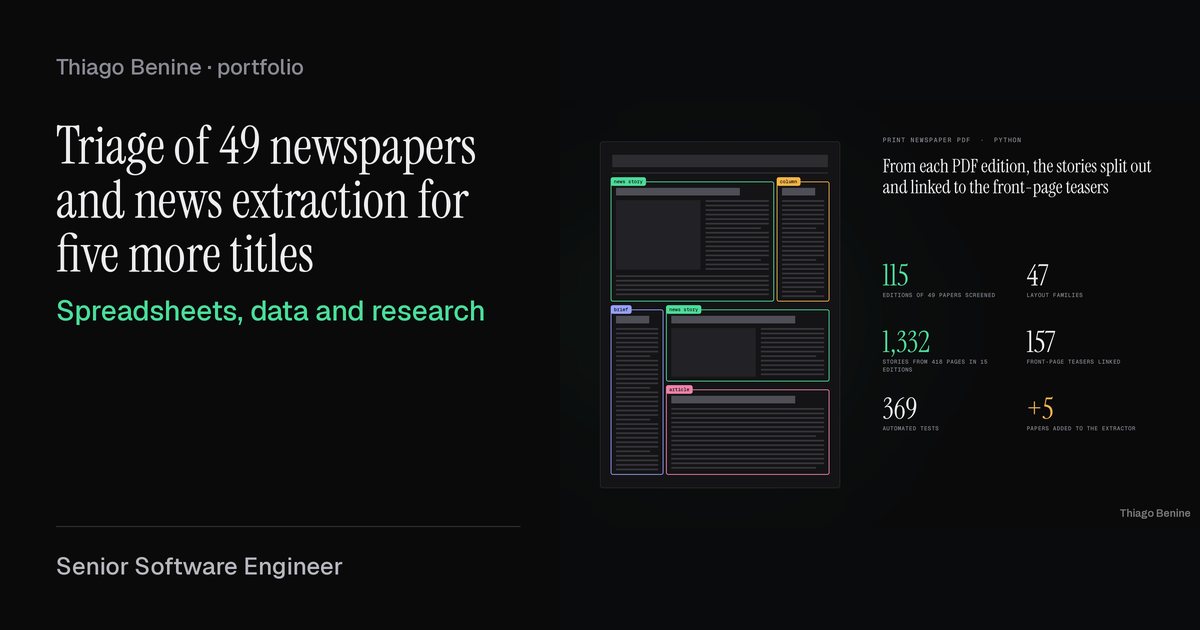 Thiago Benine · portfolio
Triage of 49 newspapers
and news extraction for
five more titles
Spreadsheets, data and research
Senior Software Engineer
news story
column
brief
news story
article
PRINT NEWSPAPER PDF · PYTHON
From each PDF edition, the stories split out
and linked to the front-page teasers
115
EDITIONS OF 49 PAPERS SCREENED
47
LAYOUT FAMILIES
1,332
STORIES FROM 418 PAGES IN 15
EDITIONS
157
FRONT-PAGE TEASERS LINKED
369
AUTOMATED TESTS
+5
PAPERS ADDED TO THE EXTRACTOR
Thiago Benine